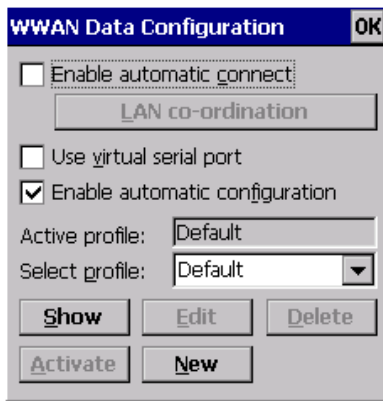 WWAN Data Configuration OK
Enable automatic connect
LAN co-ordination
Use virtual serial port
Enable automatic configuration
Active profile: Default
Select profile: Default
Show Edit Delete
Activate New